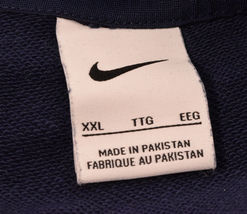 XXL TTG EEG
MADE IN PAKISTAN
FABRIQUE AU PAKISTAN